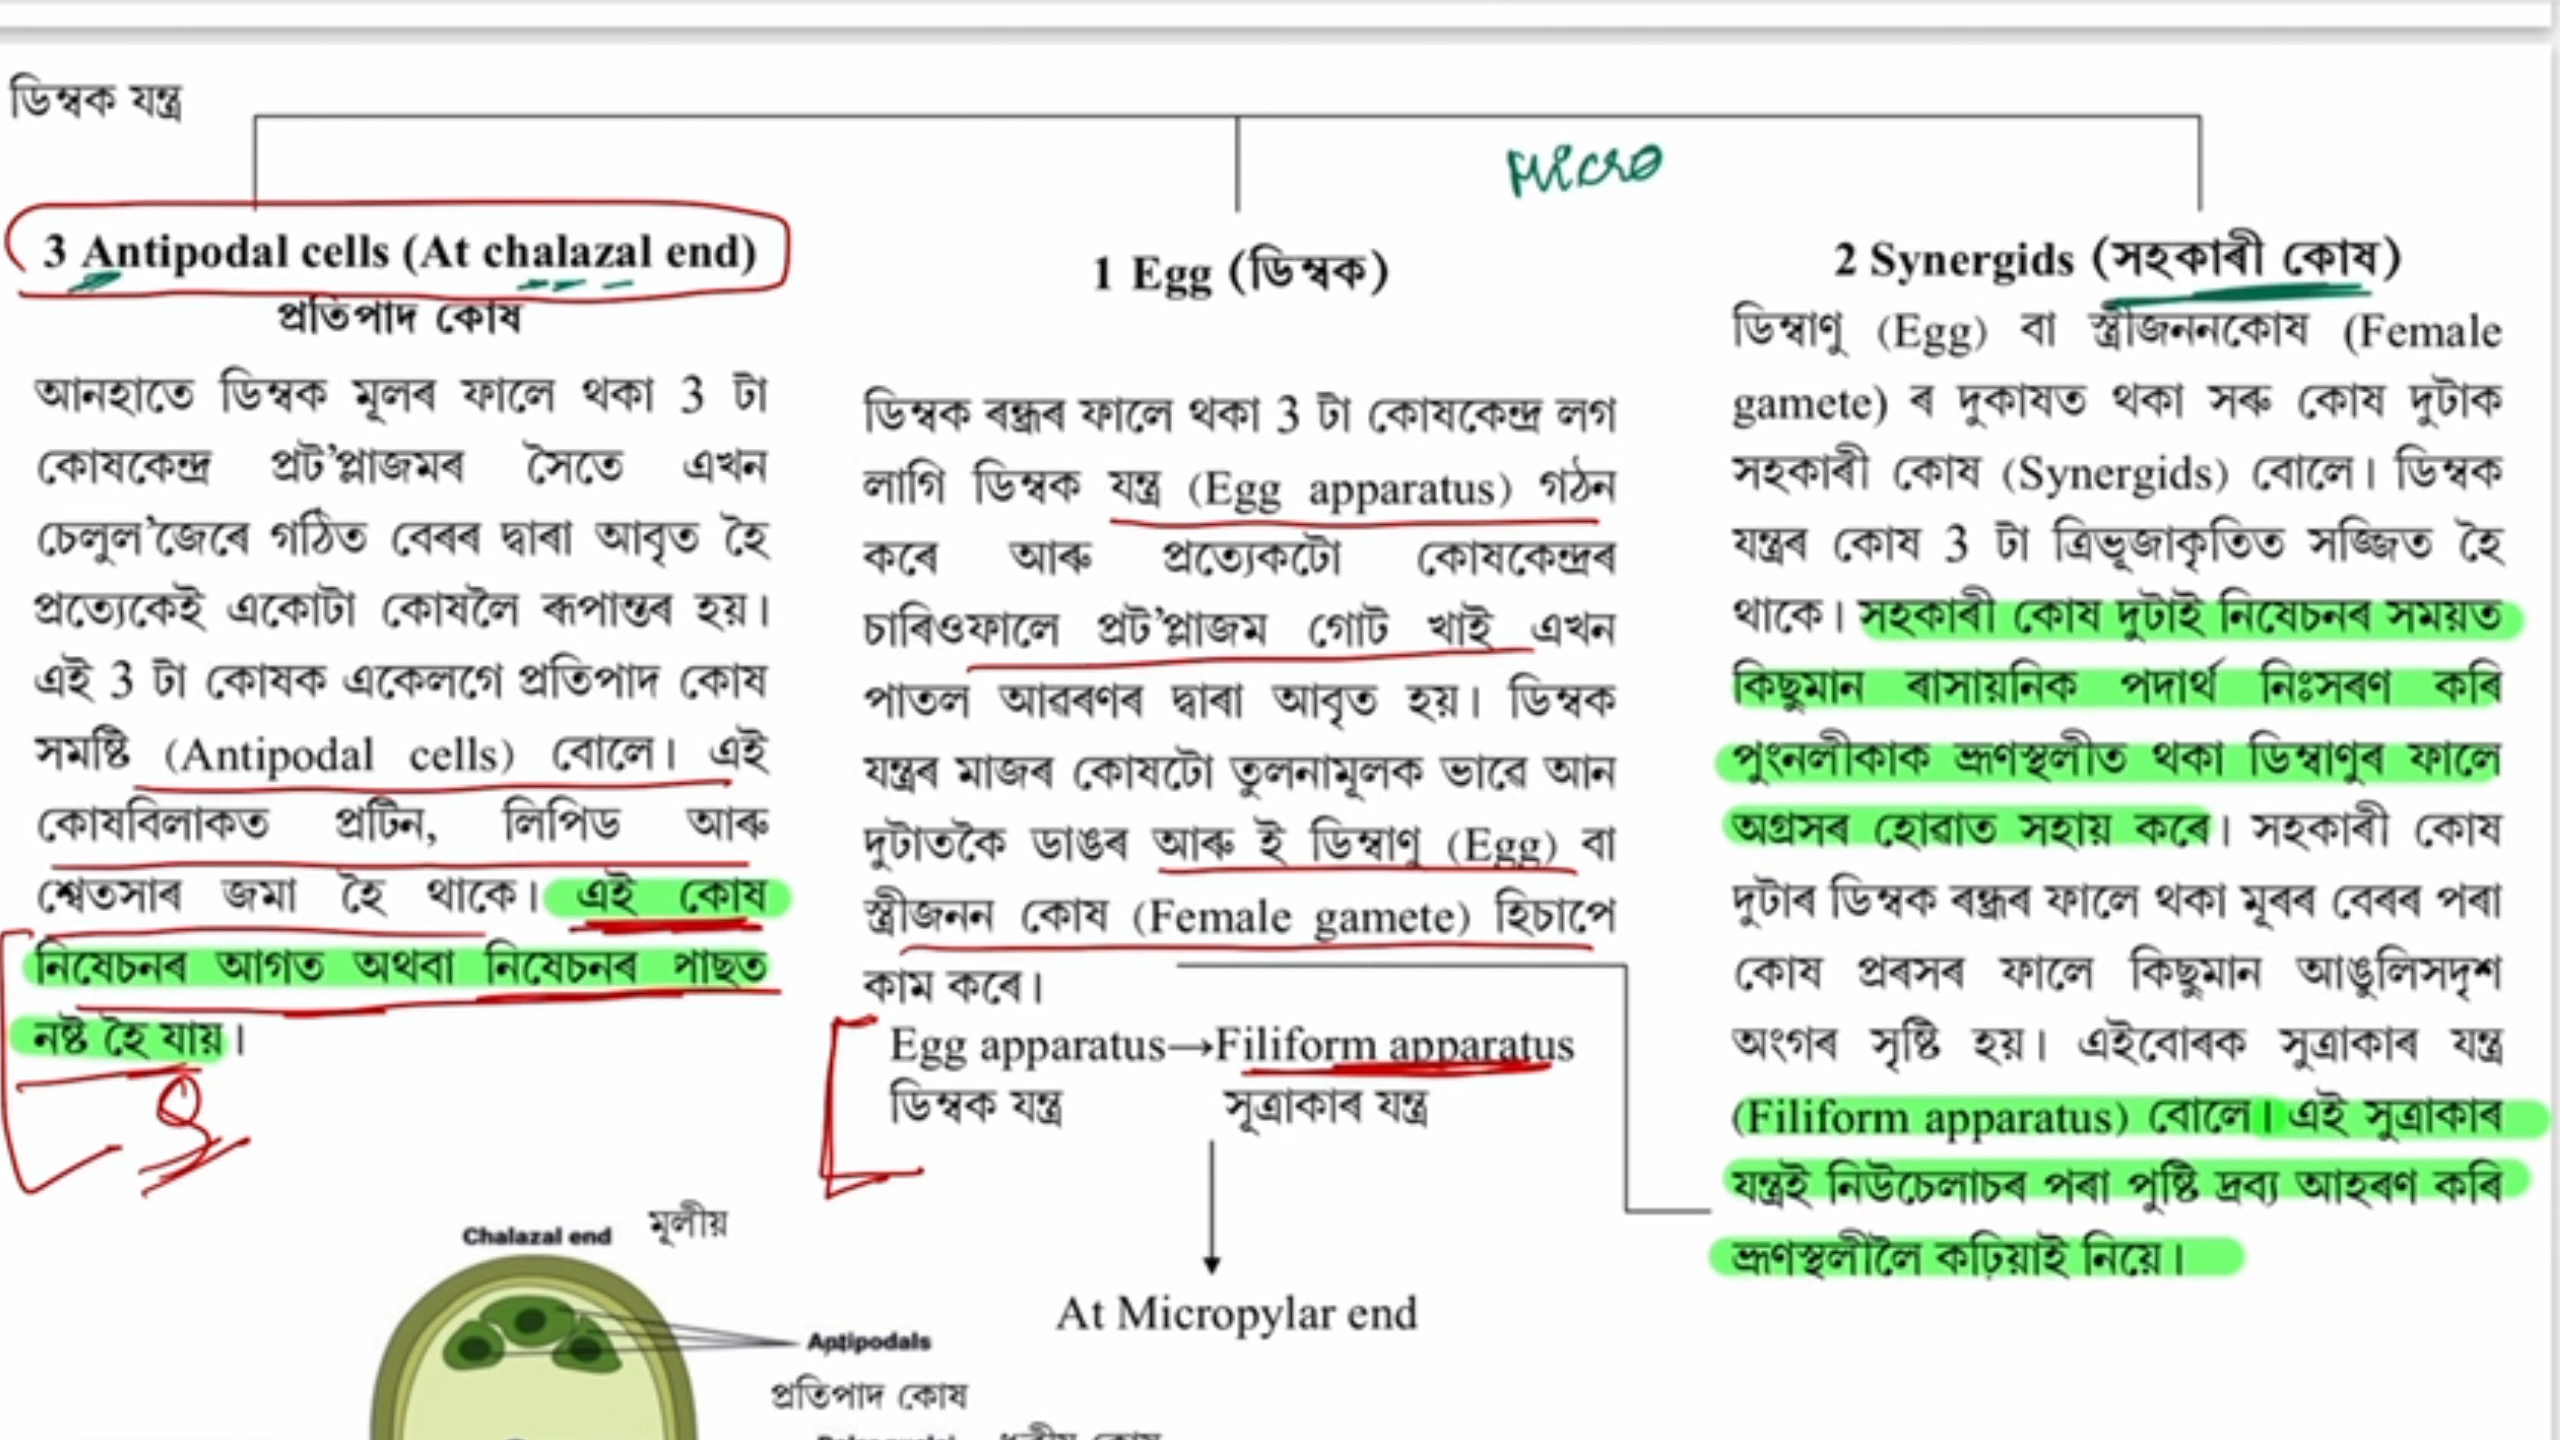 ডিম্বক যন্ত্ৰ
Micro
3 Antipodal cells (At chalazal end)
প্ৰতিপাদ কোষ
আনহাতে ডিম্বক মূলৰ ফালে থকা 3 টা
কোষকেন্দ্ৰ প্ৰট'প্লাজমৰ সৈতে এখন
চেলুল'জেৰে গঠিত বেৰৰ দ্বাৰা আবৃত হৈ
প্ৰত্যেকেই একোটা কোষলৈ ৰূপান্তৰ হয়।
এই 3 টা কোষক একেলগে প্ৰতিপাদ কোষ
সমষ্টি (Antipodal cells) বোলে। এই
কোষবিলাকত প্ৰটিন, লিপিড আৰু
শ্বেতসাৰ জমা হৈ থাকে। এই কোষ
নিষেচনৰ আগত অথবা নিষেচনৰ পাছত
নষ্ট হৈ যায়।
1 Egg (ডিম্বক)
ডিম্বক ৰন্ধ্ৰৰ ফালে থকা 3 টা কোষকেন্দ্ৰ লগ
লাগি ডিম্বক যন্ত্ৰ (Egg apparatus) গঠন
কৰে আৰু প্ৰত্যেকটো কোষকেন্দ্ৰৰ
চাৰিওফালে প্ৰট'প্লাজম গোট খাই এখন
পাতল আৱৰণৰ দ্বাৰা আবৃত হয়। ডিম্বক
যন্ত্ৰৰ মাজৰ কোষটো তুলনামূলক ভাৱে আন
দুটাতকৈ ডাঙৰ আৰু ই ডিম্বাণু (Egg) বা
স্ত্ৰীজনন কোষ (Female gamete) হিচাপে
কাম কৰে।
Egg apparatus→Filiform apparatus
ডিম্বক যন্ত্ৰ সূত্ৰাকাৰ যন্ত্ৰ
At Micropylar end
2 Synergids (সহকাৰী কোষ)
ডিম্বাণু (Egg) বা স্ত্ৰীজননকোষ (Female
gamete) ৰ দুকাষত থকা সৰু কোষ দুটাক
সহকাৰী কোষ (Synergids) বোলে। ডিম্বক
যন্ত্ৰৰ কোষ 3 টা ত্ৰিভূজাকৃতিত সজ্জিত হৈ
থাকে। সহকাৰী কোষ দুটাই নিষেচনৰ সময়ত
কিছুমান ৰাসায়নিক পদাৰ্থ নিঃসৰণ কৰি
পুংনলীকাক ভ্ৰূণস্থলীত থকা ডিম্বাণুৰ ফালে
অগ্ৰসৰ হোৱাত সহায় কৰে। সহকাৰী কোষ
দুটাৰ ডিম্বক ৰন্ধ্ৰৰ ফালে থকা মূৰৰ বেৰৰ পৰা
কোষ প্ৰৰসৰ ফালে কিছুমান আঙুলিসদৃশ
অংগৰ সৃষ্টি হয়। এইবোৰক সুত্ৰাকাৰ যন্ত্ৰ
(Filiform apparatus) বোলে। এই সুত্ৰাকাৰ
যন্ত্ৰই নিউচেলাচৰ পৰা পুষ্টি দ্ৰব্য আহৰণ কৰি
ভ্ৰূণস্থলীলৈ কঢ়িয়াই নিয়ে।
Chalazal end মূলীয়
Antipodals
প্ৰতিপাদ কোষ